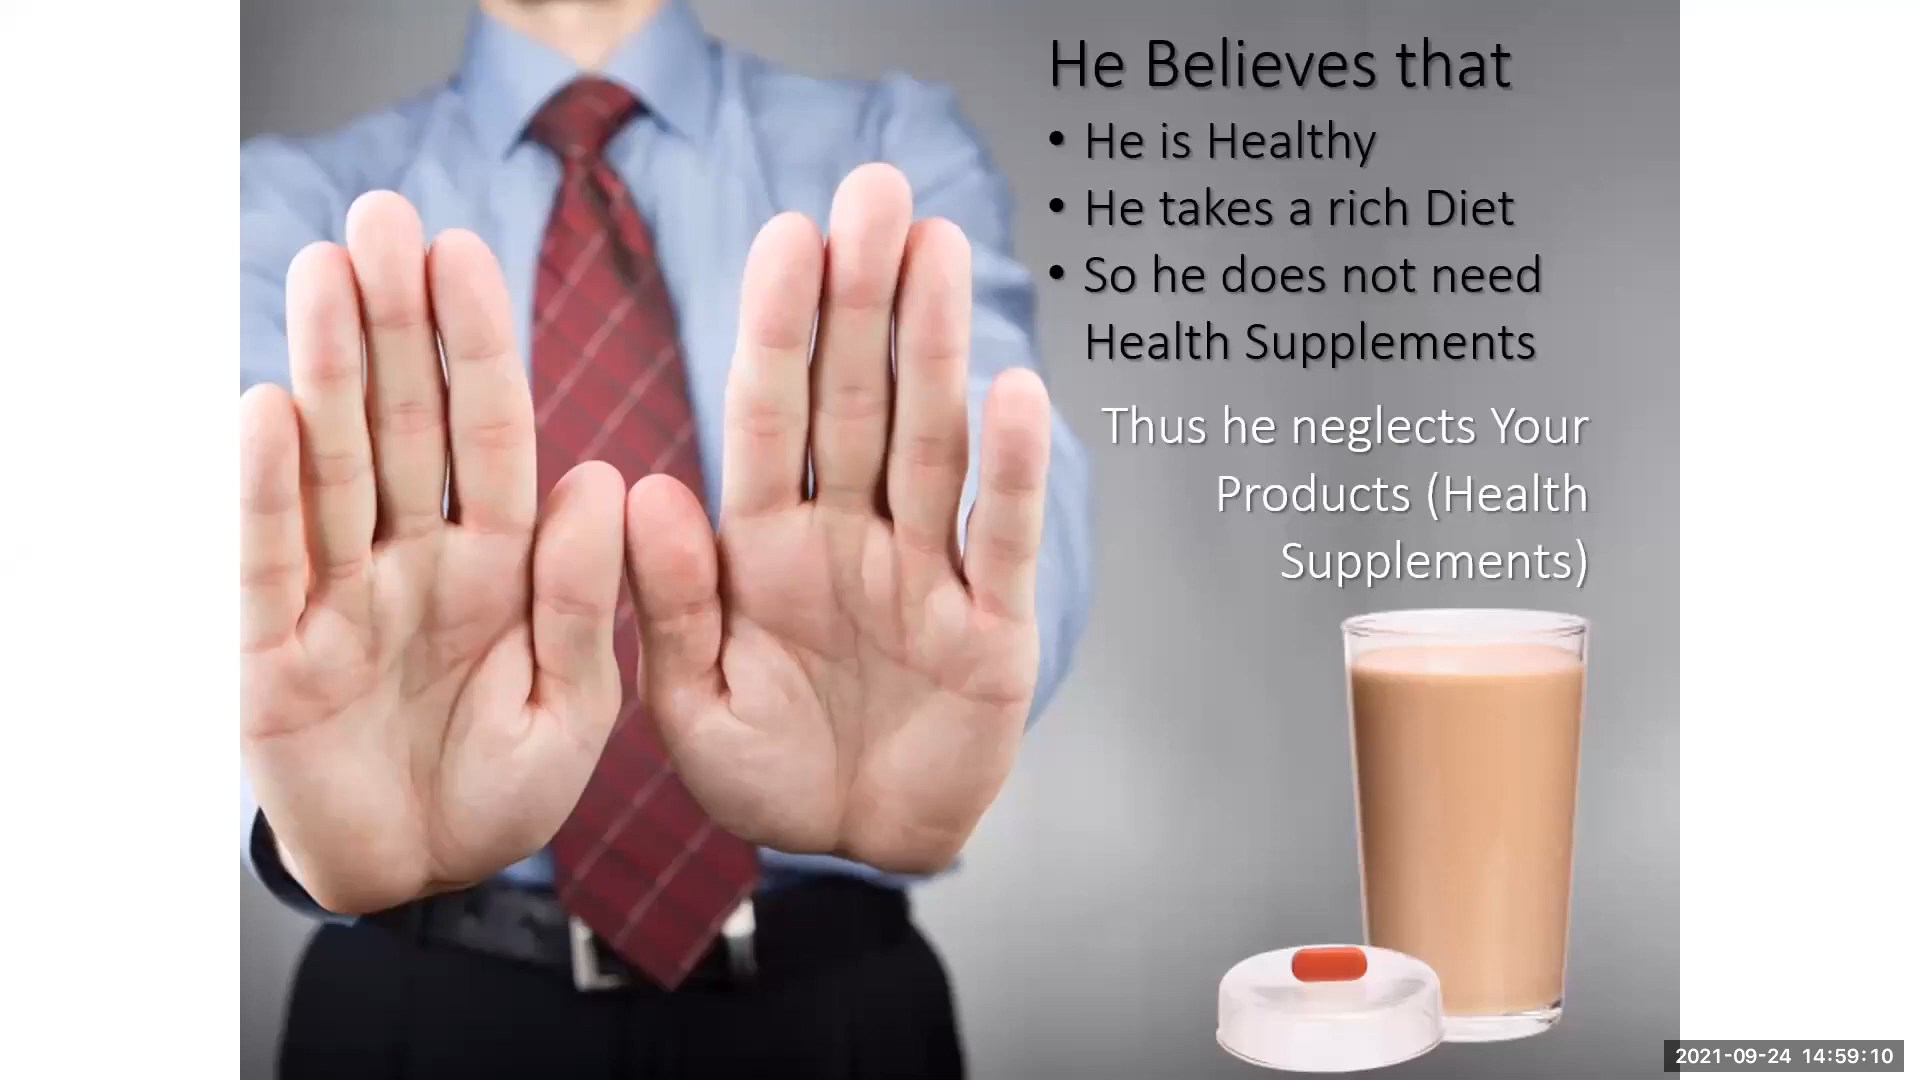 He Believes that
• He is Healthy
• He takes a rich Diet
• So he does not need
Health Supplements
Thus he neglects Your
Products (Health
Supplements)
2021-09-24 14:59:10